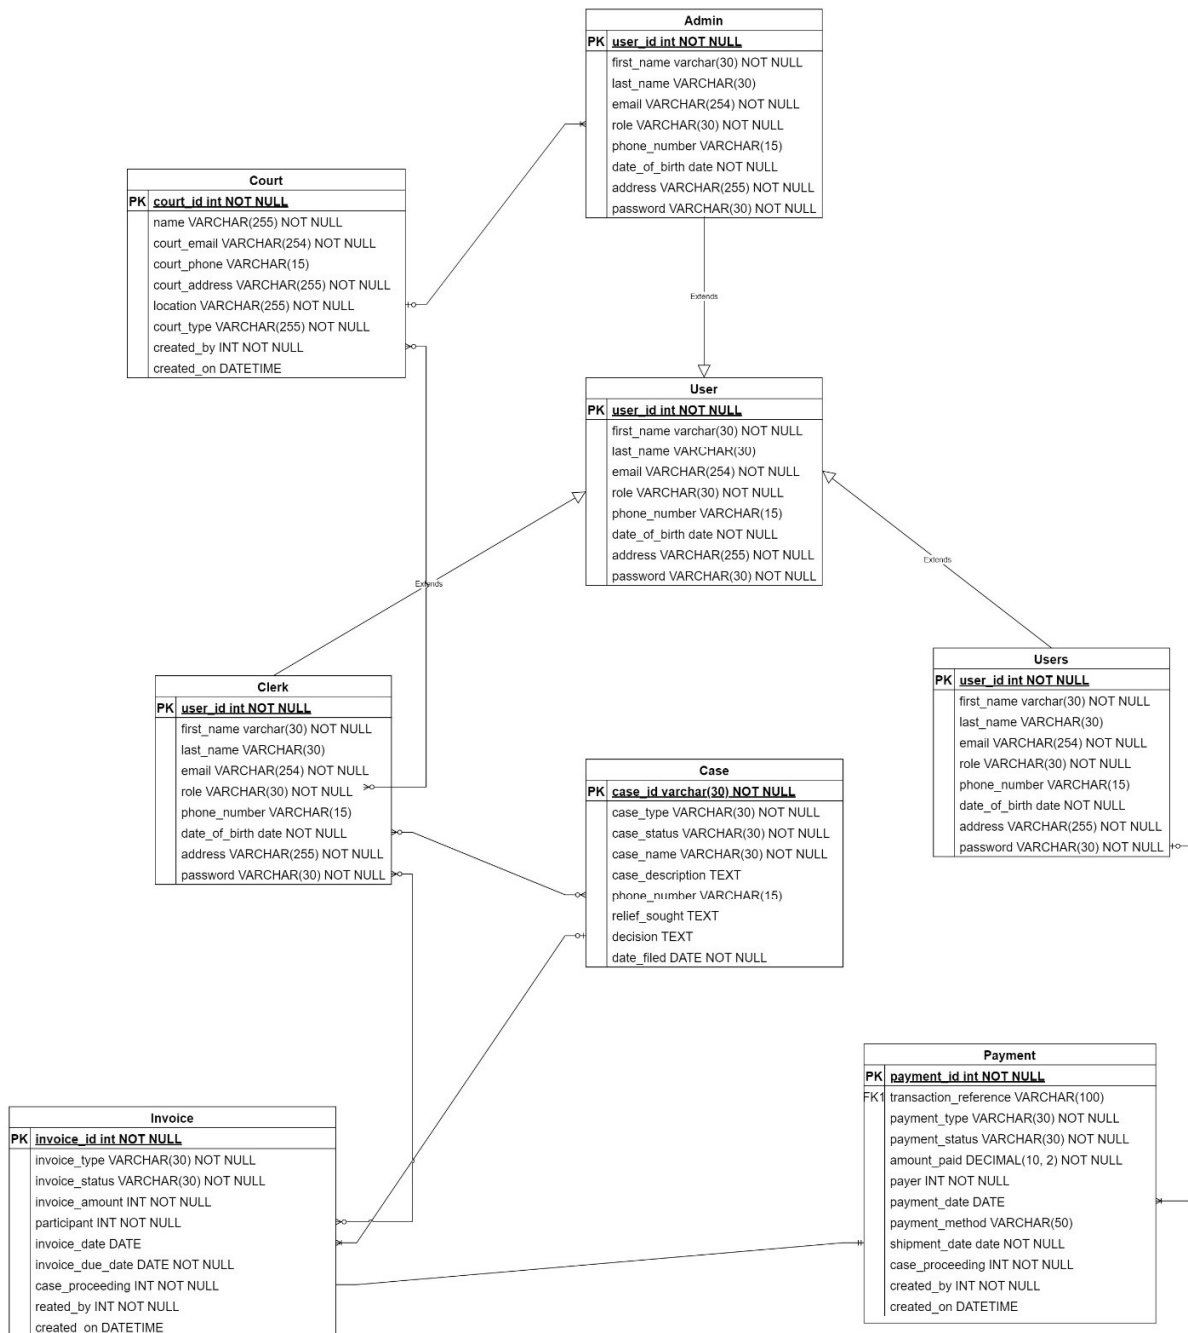 Admin
PK user_id int NOT NULL
first_name varchar(30) NOT NULL
last_name VARCHAR(30)
email VARCHAR(254) NOT NULL
role VARCHAR(30) NOT NULL
phone_number VARCHAR(15)
date_of_birth date NOT NULL
address VARCHAR(255) NOT NULL
password VARCHAR(30) NOT NULL
Court
PK court_id int NOT NULL
name VARCHAR(255) NOT NULL
court_email VARCHAR(254) NOT NULL
court_phone VARCHAR(15)
court_address VARCHAR(255) NOT NULL
location VARCHAR(255) NOT NULL
court_type VARCHAR(255) NOT NULL
created_by INT NOT NULL
created_on DATETIME
Extends
User
PK user_id int NOT NULL
first_name varchar(30) NOT NULL
last_name VARCHAR(30)
email VARCHAR(254) NOT NULL
role VARCHAR(30) NOT NULL
phone_number VARCHAR(15)
date_of_birth date NOT NULL
address VARCHAR(255) NOT NULL
password VARCHAR(30) NOT NULL
Extends
Extends
Users
PK user_id int NOT NULL
first_name varchar(30) NOT NULL
last_name VARCHAR(30)
email VARCHAR(254) NOT NULL
role VARCHAR(30) NOT NULL
phone_number VARCHAR(15)
date_of_birth date NOT NULL
address VARCHAR(255) NOT NULL
password VARCHAR(30) NOT NULL
Clerk
PK user_id int NOT NULL
first_name varchar(30) NOT NULL
last_name VARCHAR(30)
email VARCHAR(254) NOT NULL
role VARCHAR(30) NOT NULL
phone_number VARCHAR(15)
date_of_birth date NOT NULL
address VARCHAR(255) NOT NULL
password VARCHAR(30) NOT NULL
Case
PK case_id varchar(30) NOT NULL
case_type VARCHAR(30) NOT NULL
case_status VARCHAR(30) NOT NULL
case_name VARCHAR(30) NOT NULL
case_description TEXT
phone_number VARCHAR(15)
relief_sought TEXT
decision TEXT
date_filed DATE NOT NULL
Payment
PK payment_id int NOT NULL
FK1 transaction_reference VARCHAR(100)
payment_type VARCHAR(30) NOT NULL
payment_status VARCHAR(30) NOT NULL
amount_paid DECIMAL(10, 2) NOT NULL
payer INT NOT NULL
payment_date DATE
payment_method VARCHAR(50)
shipment_date date NOT NULL
case_proceeding INT NOT NULL
created_by INT NOT NULL
created_on DATETIME
Invoice
PK invoice_id int NOT NULL
invoice_type VARCHAR(30) NOT NULL
invoice_status VARCHAR(30) NOT NULL
invoice_amount INT NOT NULL
participant INT NOT NULL
invoice_date DATE
invoice_due_date DATE NOT NULL
case_proceeding INT NOT NULL
reated_by INT NOT NULL
created_on DATETIME